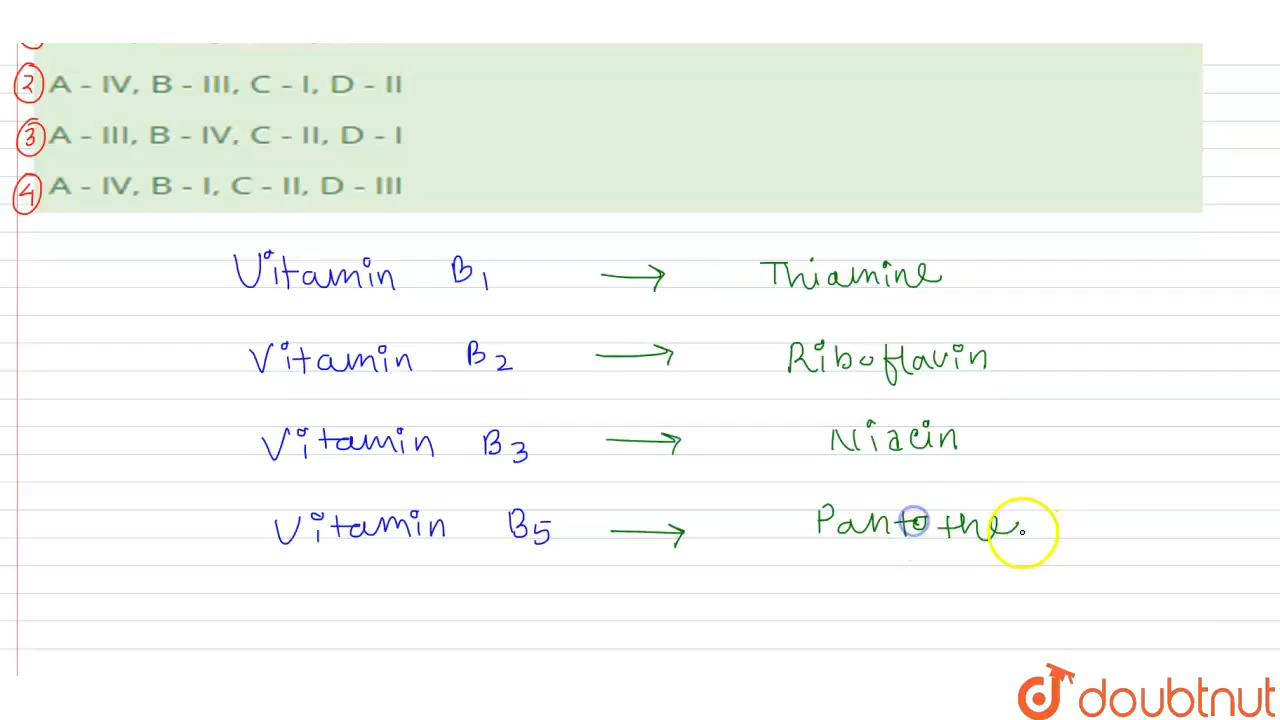 2 A - IV, B - III, C - I, D - II
3 A - III, B - IV, C - II, D - I
4 A - IV, B - I, C - II, D - III
Vitamin B1 → Thiamine
Vitamin B2 → Riboflavin
Vitamin B3 → Niacin
Vitamin B5 → Pantothe
doubtnut